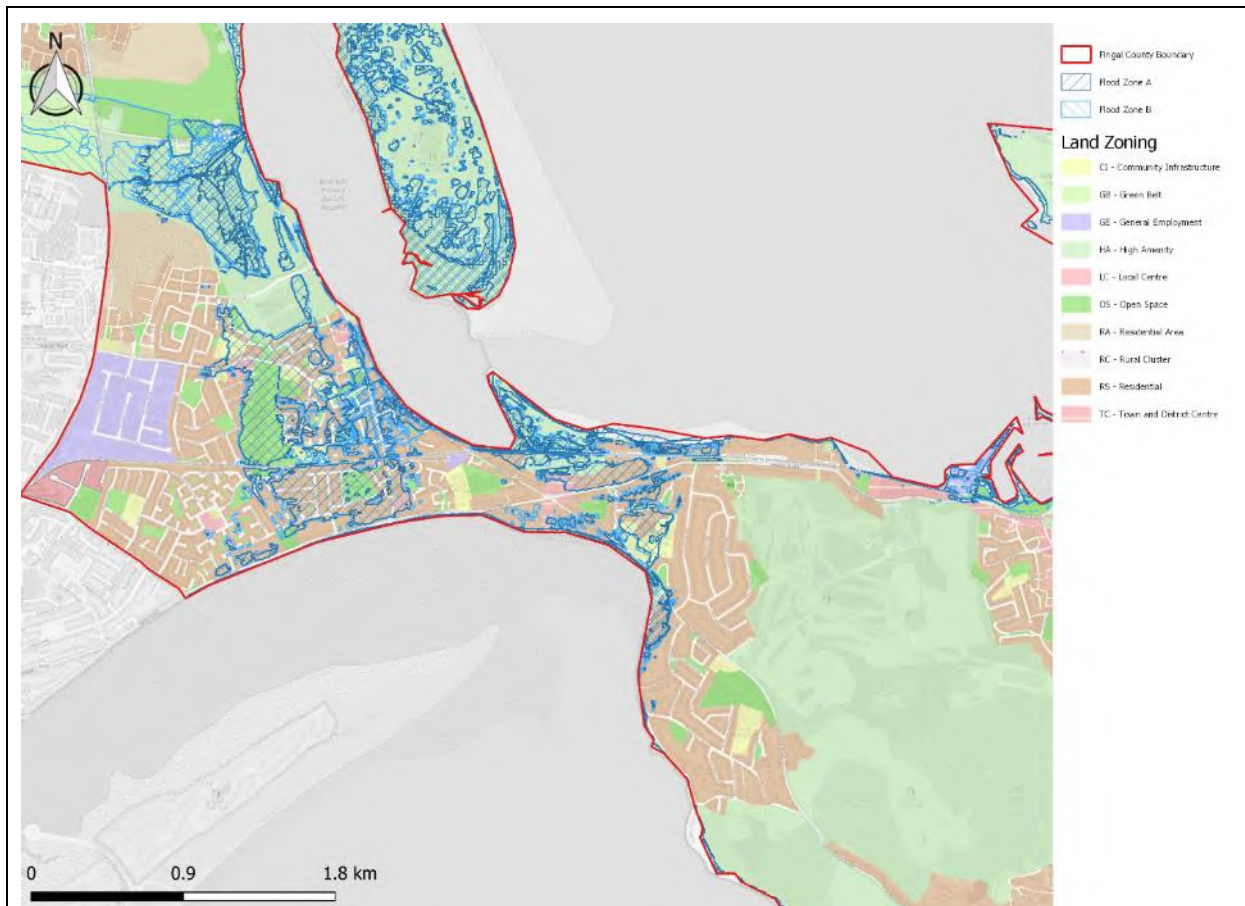 N
Fingal County Boundary
Flood Zone A
Flood Zone B
Land Zoning
CI - Community Infrastructure
GB - Green Belt
GE - General Employment
HA - High Amenity
LC - Local Centre
OS - Open Space
RA - Residential Area
RC - Rural Cluster
RS - Residential
TC - Town and District Centre
0
0.9
1.8 km